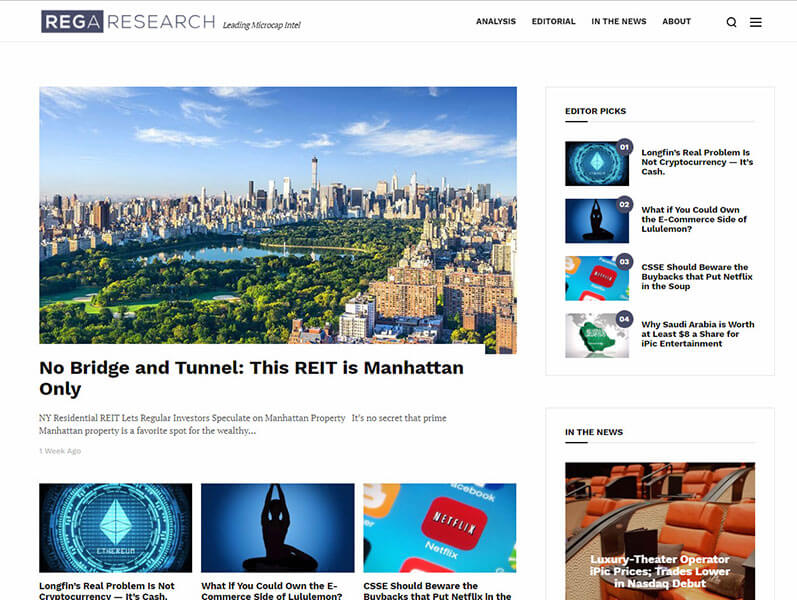 REGA RESEARCH Leading Microcap Intel
ANALYSIS EDITORIAL IN THE NEWS ABOUT
No Bridge and Tunnel: This REIT is Manhattan
Only
NY Residential REIT Lets Regular Investors Speculate on Manhattan Property It's no secret that prime
Manhattan property is a favorite spot for the wealthy...
1 Week Ago
ETHEREUM
facebook
NETFLIX
Netflix
Longfin's Real Problem Is Not
Cryptocurrency — It's Cash.
What if You Could Own the E-
Commerce Side of Lululemon?
CSSE Should Beware the
Buybacks that Put Netflix in the
EDITOR PICKS
01
Longfin's Real Problem Is
Not Cryptocurrency — It's
Cash.
02
What if You Could Own
the E-Commerce Side of
Lululemon?
03
NETFLIX
CSSE Should Beware the
Buybacks that Put Netflix
in the Soup
04
Why Saudi Arabia is Worth
at Least $8 a Share for
iPic Entertainment
IN THE NEWS
Luxury-Theater Operator
iPic Prices; Trades Lower
in Nasdaq Debut